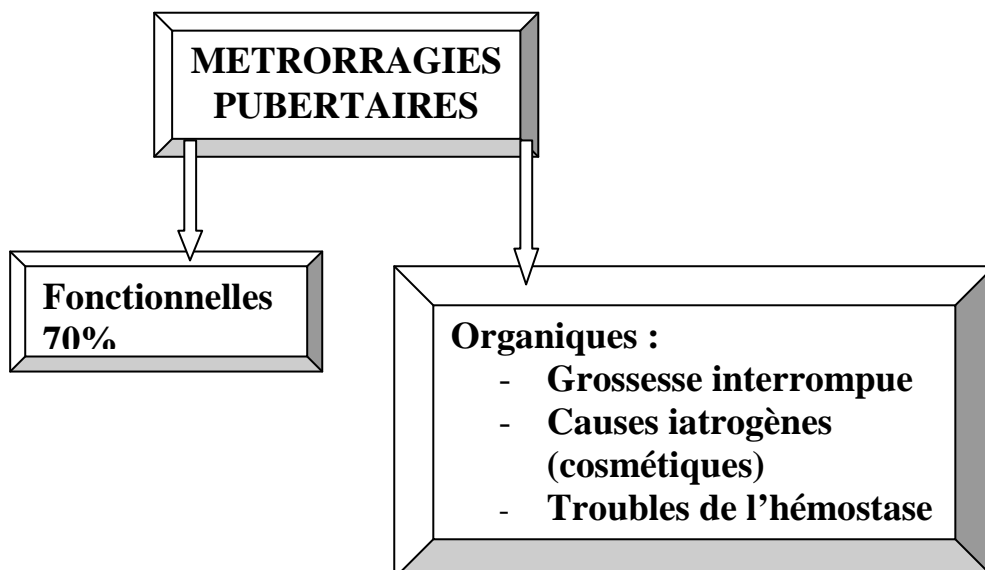 METRORRAGIES
PUBERTAIRES
Fonctionnelles
70%
Organiques :
- Grossesse interrompue
- Causes iatrogènes
(cosmétiques)
- Troubles de l’hémostase